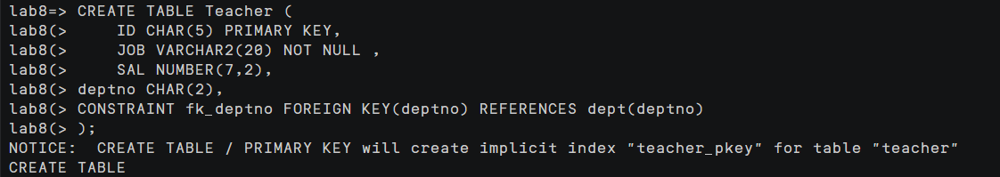 lab8=> CREATE TABLE Teacher (
lab8(>     ID CHAR(5) PRIMARY KEY,
lab8(>     JOB VARCHAR2(20) NOT NULL ,
lab8(>     SAL NUMBER(7,2),
lab8(> deptno CHAR(2),
lab8(> CONSTRAINT fk_deptno FOREIGN KEY(deptno) REFERENCES dept(deptno)
lab8(> );
NOTICE:  CREATE TABLE / PRIMARY KEY will create implicit index "teacher_pkey" for table "teacher"
CREATE TABLE